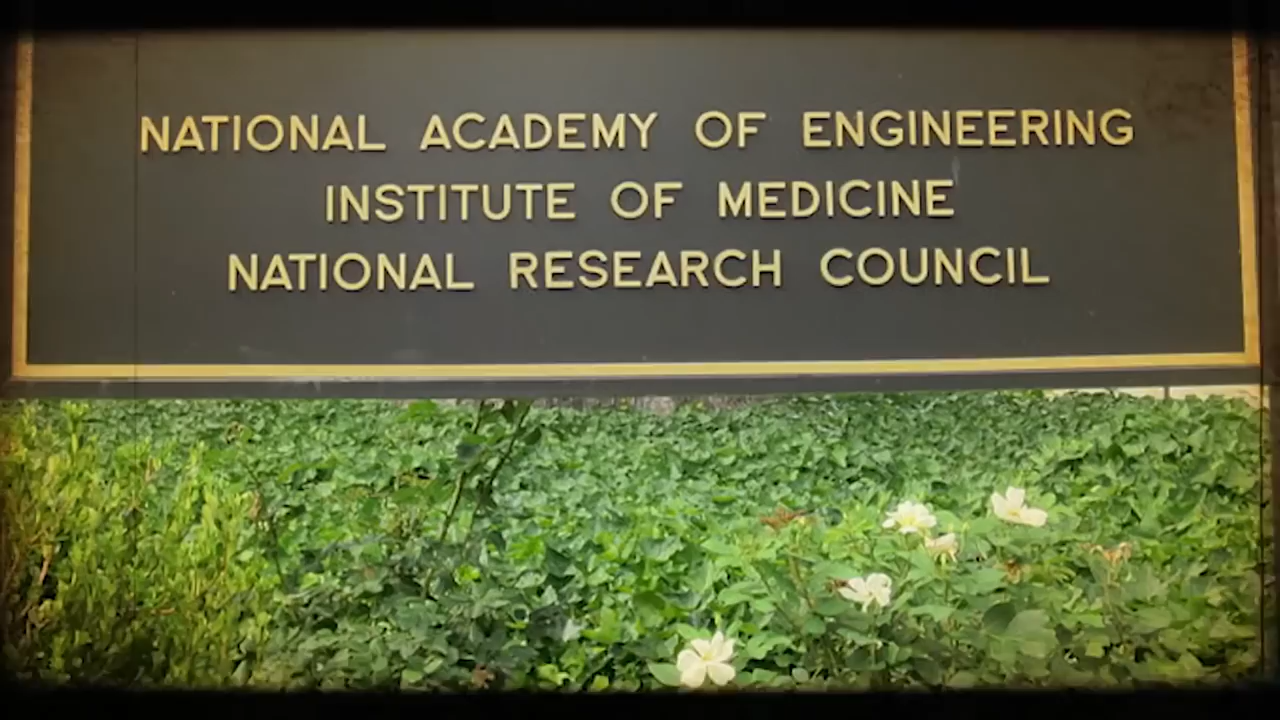 NATIONAL ACADEMY OF ENGINEERING
INSTITUTE OF MEDICINE
NATIONAL RESEARCH COUNCIL